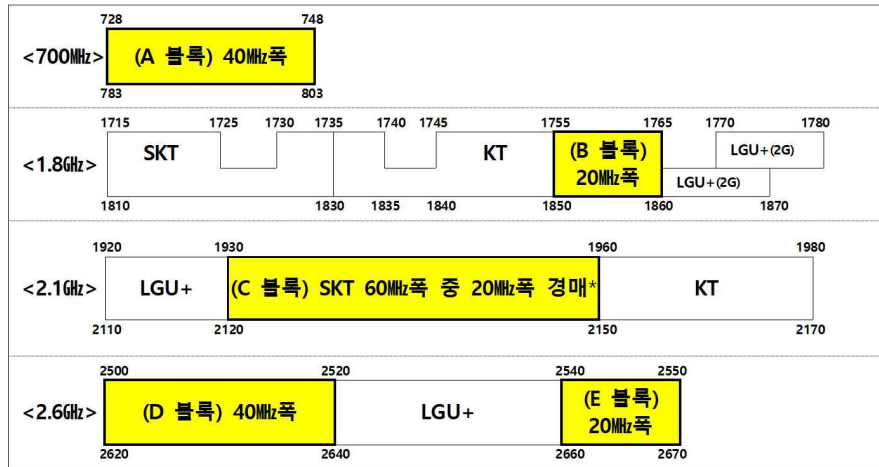 728 748
<700㎒> (A 블록) 40㎒폭
783 803
1715 1725 1730 1735 1740 1745 1755 1765 1770 1780
<1.8㎓> SKT KT (B 블록) LGU+(2G)
20㎒폭 LGU+(2G)
1810 1830 1835 1840 1850 1860 1870
1920 1930 1960 1980
<2.1㎓> LGU+ (C 블록) SKT 60㎒폭 중 20㎒폭 경매* KT
2110 2120 2150 2170
2500 2520 2540 2550
<2.6㎓> (D 블록) 40㎒폭 LGU+ (E 블록)
20㎒폭
2620 2640 2660 2670